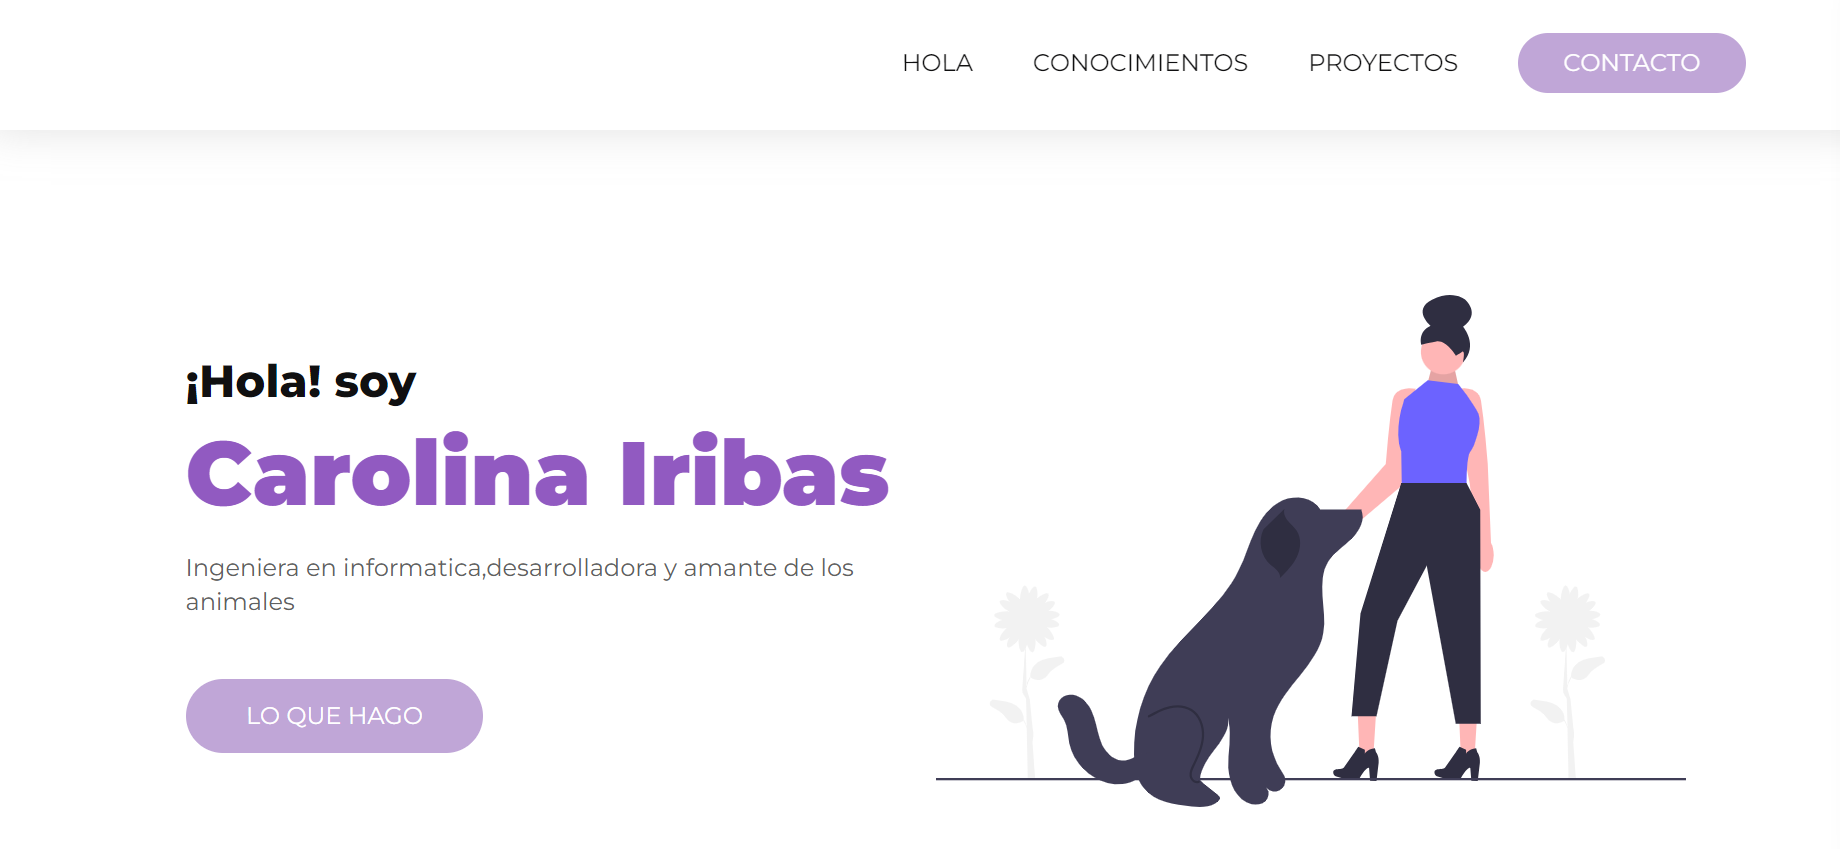 HOLA CONOCIMIENTOS PROYECTOS CONTACTO
¡Hola! soy
Carolina Iribas
Ingeniera en informatica,desarrolladora y amante de los
animales
LO QUE HAGO